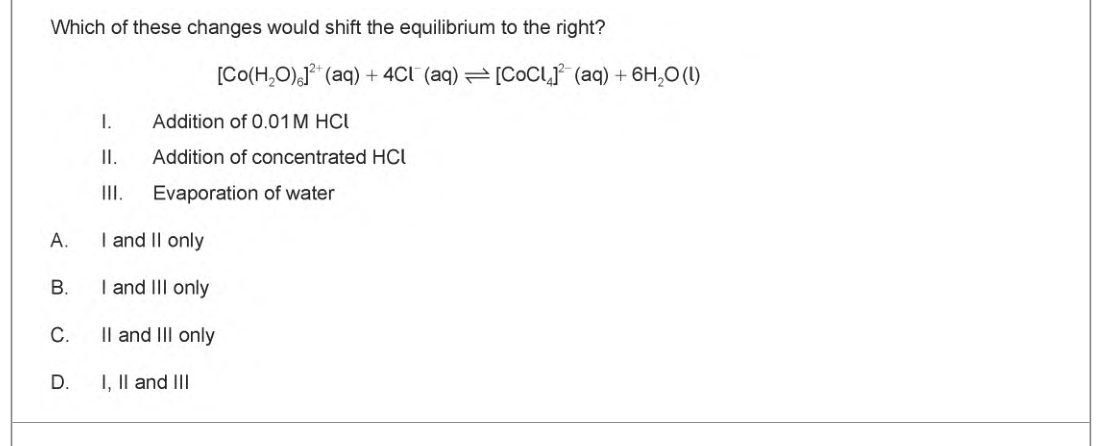 Which of these changes would shift the equilibrium to the right?
[Co(H₂O)₆]²⁺ (aq) + 4Cl⁻ (aq) ⇌ [CoCl₄]²⁻ (aq) + 6H₂O (l)
I. Addition of 0.01 M HCl
II. Addition of concentrated HCl
III. Evaporation of water
A. I and II only
B. I and III only
C. II and III only
D. I, II and III